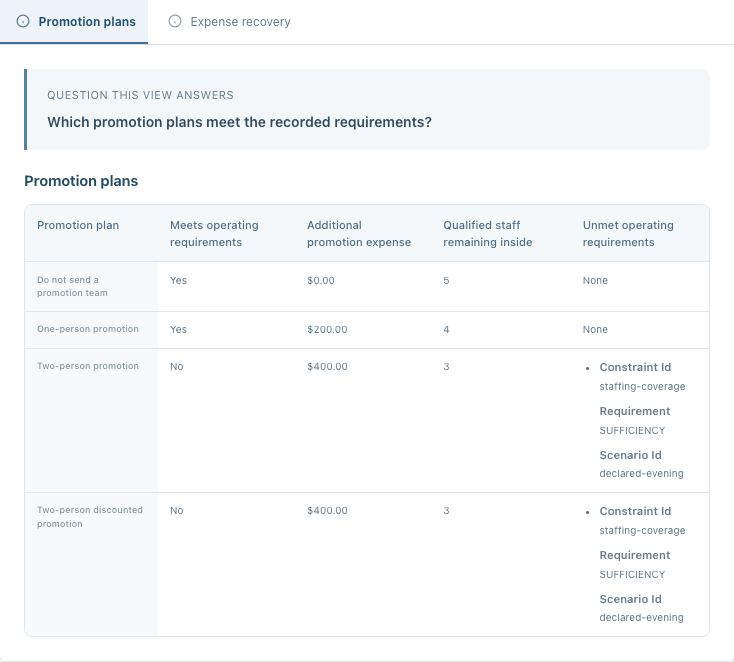 Promotion plans
Expense recovery
QUESTION THIS VIEW ANSWERS
Which promotion plans meet the recorded requirements?
Promotion plans
Promotion plan
Meets operating
requirements
Additional
promotion expense
Qualified staff
remaining inside
Unmet operating
requirements
Do not send a
promotion team
Yes
$0.00
5
None
One-person promotion
Yes
$200.00
4
None
Two-person promotion
No
$400.00
3
• Constraint Id
staffing-coverage
Requirement
SUFFICIENCY
Scenario Id
declared-evening
Two-person discounted
promotion
No
$400.00
3
• Constraint Id
staffing-coverage
Requirement
SUFFICIENCY
Scenario Id
declared-evening